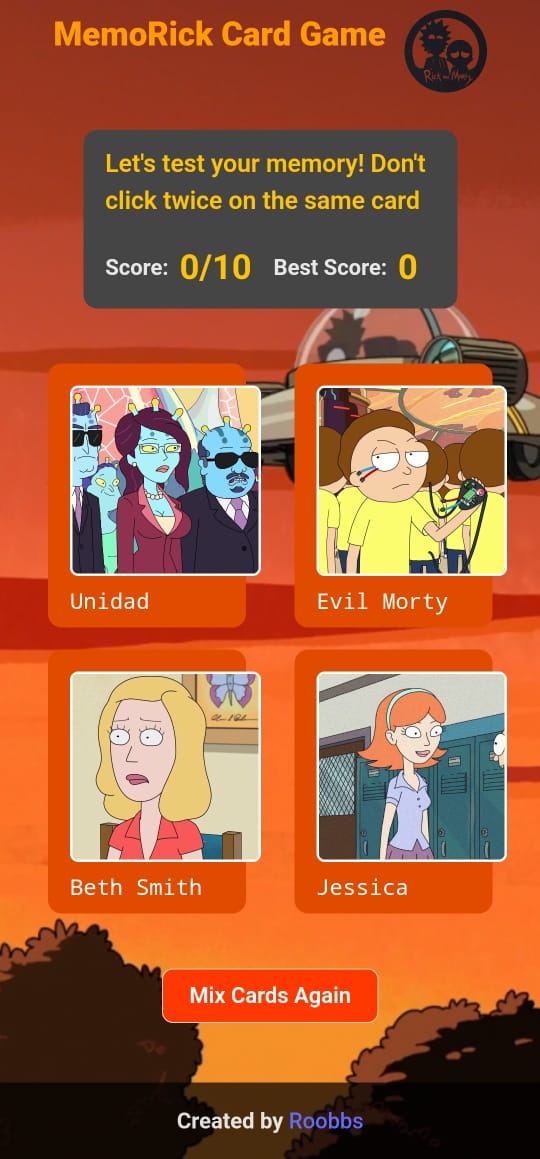 MemoRick Card Game
Rick and Morty
Let's test your memory! Don't
click twice on the same card
Score: 0/10 Best Score: 0
Unidad
Evil Morty
Beth Smith
Jessica
Mix Cards Again
Created by Roobbs